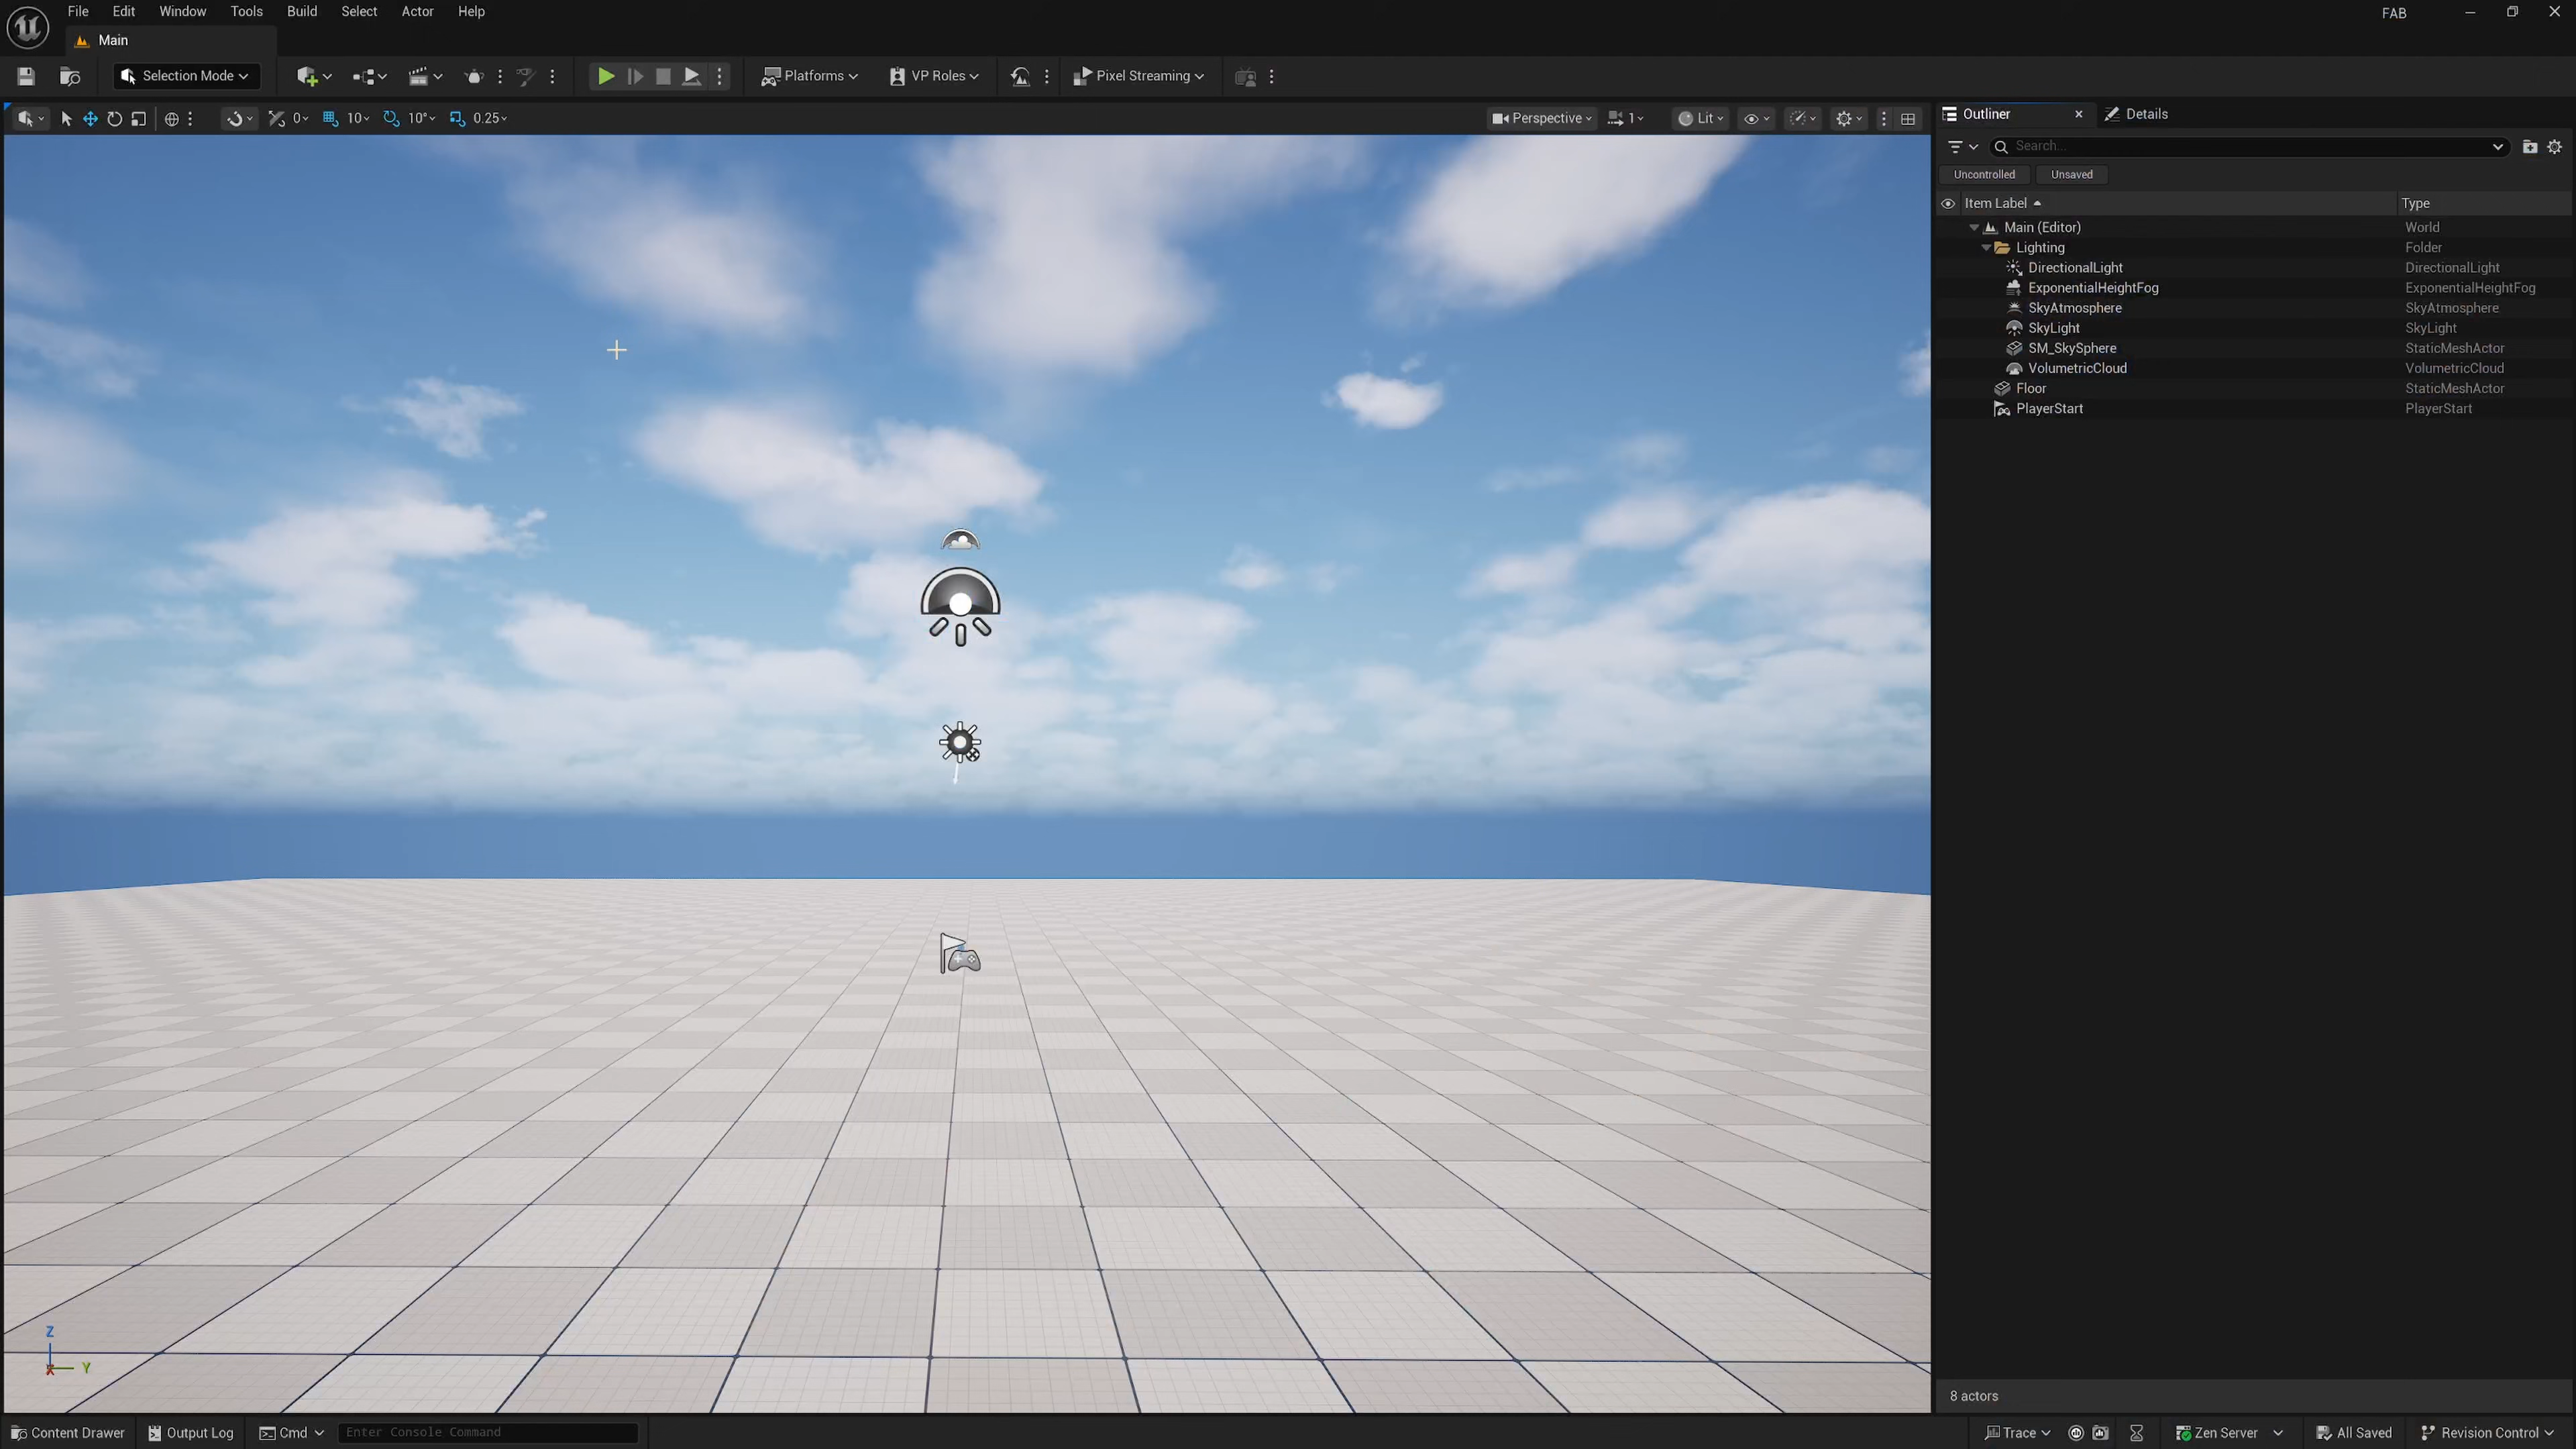 File Edit Window Tools Build Select Actor Help FAB
Main
Selection Mode Platforms VP Roles Pixel Streaming
0 10 10° 0.25 Perspective 1 Lit
Outliner Details
Search...
Uncontrolled Unsaved
Item Label Type
Main (Editor) World
Lighting Folder
DirectionalLight DirectionalLight
ExponentialHeightFog ExponentialHeightFog
SkyAtmosphere SkyAtmosphere
SkyLight SkyLight
SM_SkySphere StaticMeshActor
VolumetricCloud VolumetricCloud
Floor StaticMeshActor
PlayerStart PlayerStart
Z
X Y
8 actors
Content Drawer Output Log Cmd Enter Console Command Trace Zen Server All Saved Revision Control